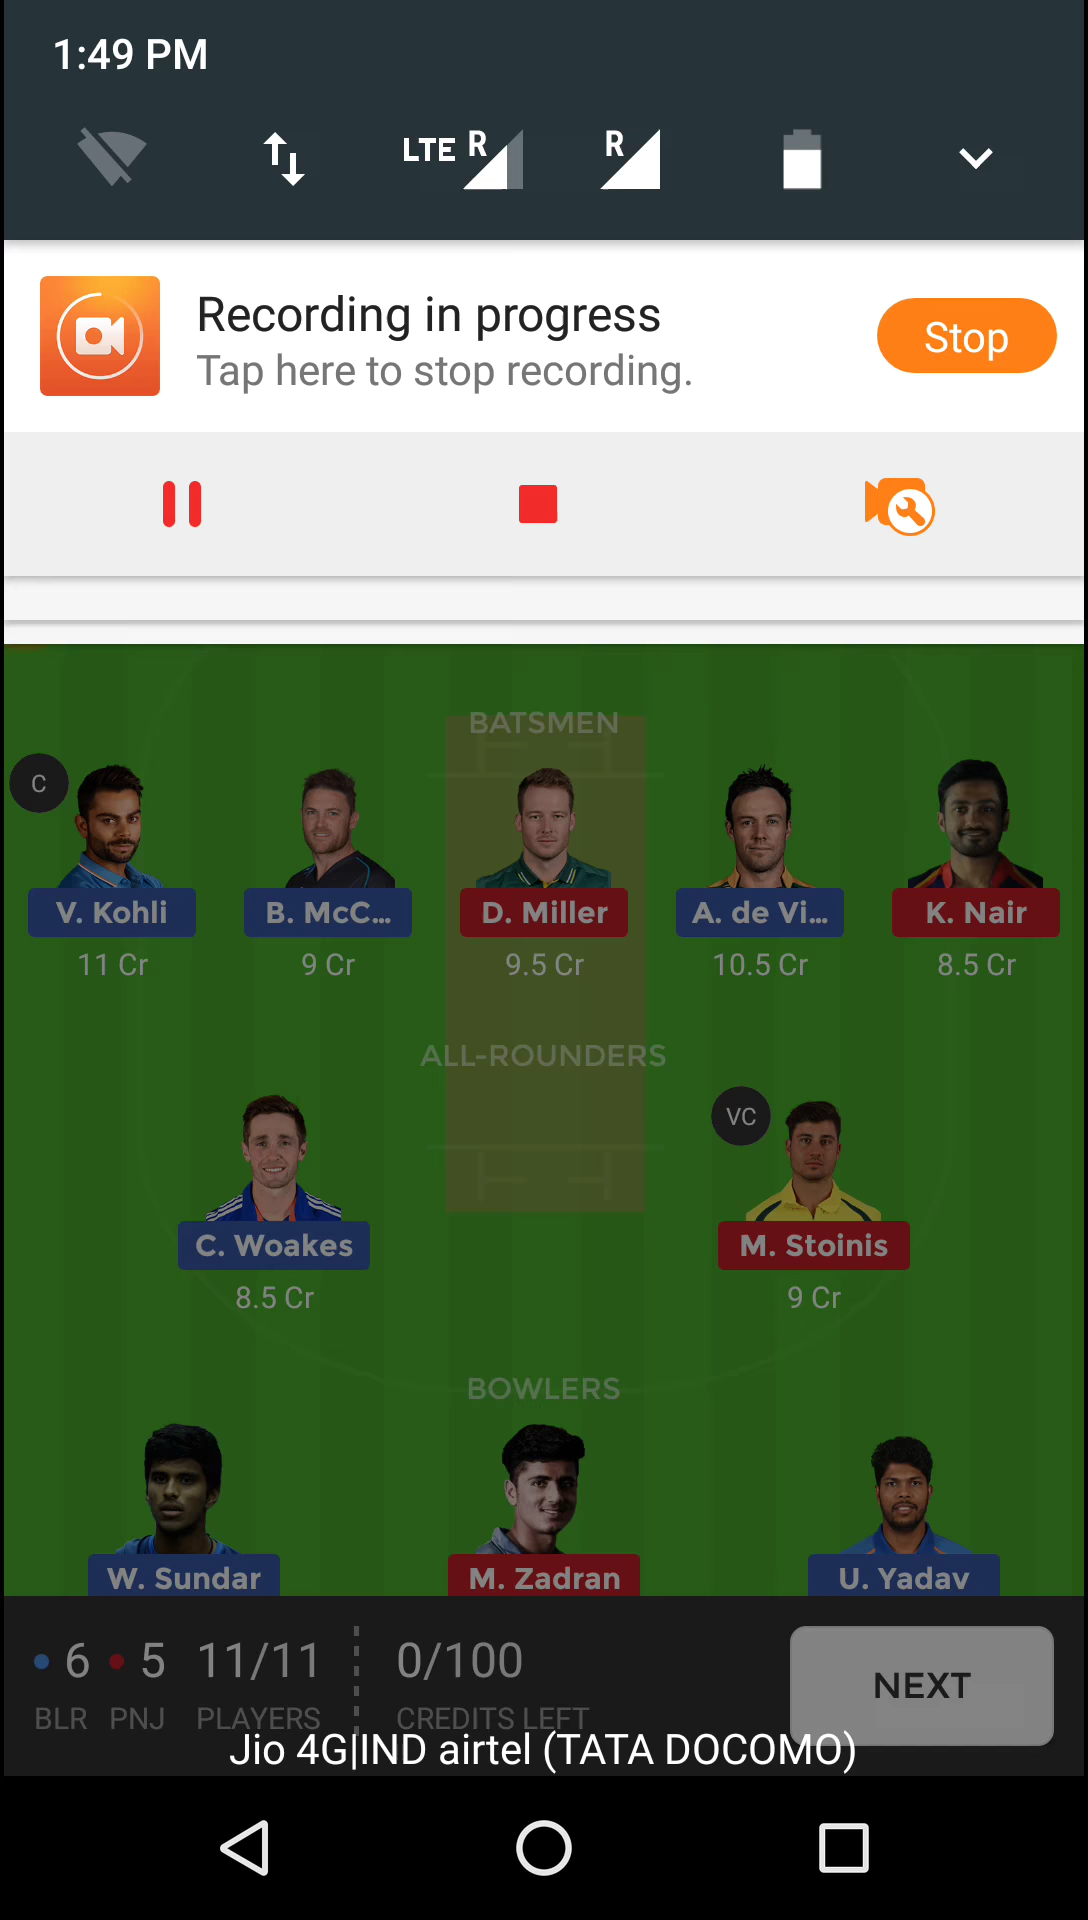 1:49 PM
LTE R R
Recording in progress
Tap here to stop recording.
Stop
BATSMEN
C
V. Kohli B. McC... D. Miller A. de Vi... K. Nair
11 Cr 9 Cr 9.5 Cr 10.5 Cr 8.5 Cr
ALL-ROUNDERS
VC
C. Woakes M. Stoinis
8.5 Cr 9 Cr
BOWLERS
W. Sundar M. Zadran U. Yadav
6 5 11/11 0/100
BLR PNJ PLAYERS CREDITS LEFT
NEXT
Jio 4G|IND airtel (TATA DOCOMO)